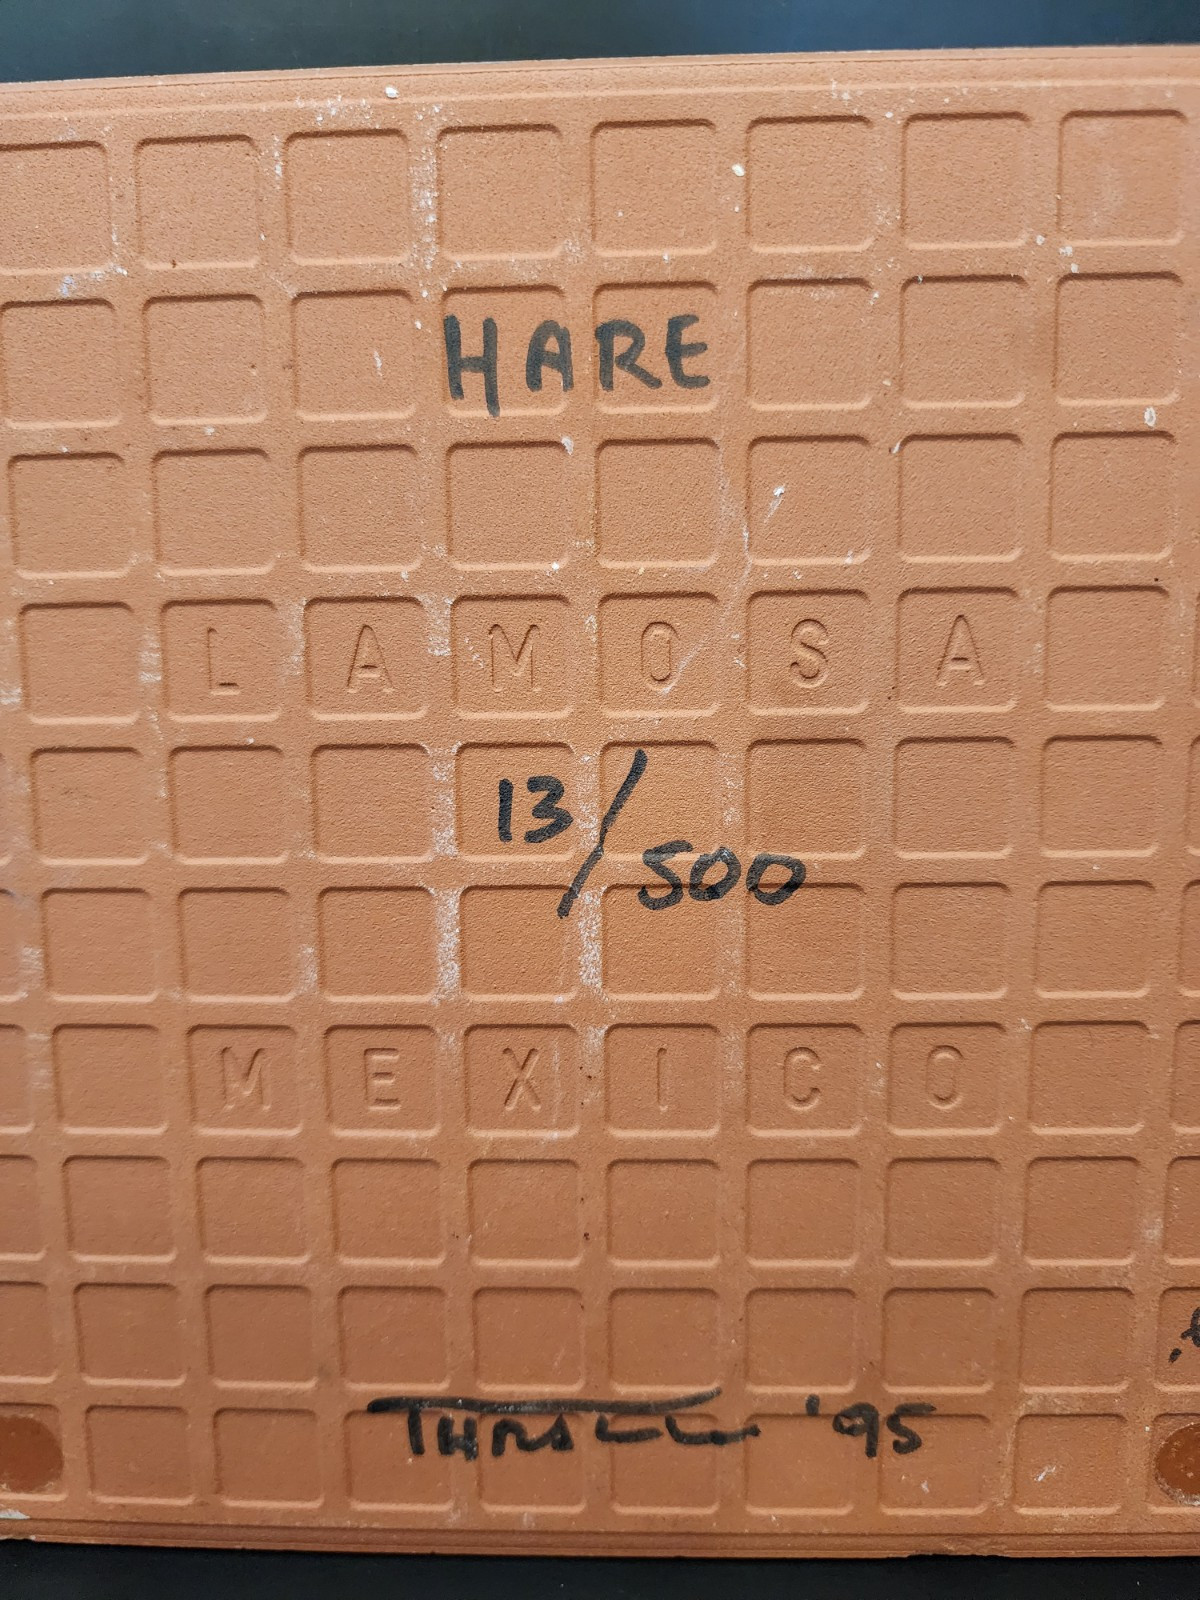 HARE
LAMOSA
13/500
MEXICO
'95